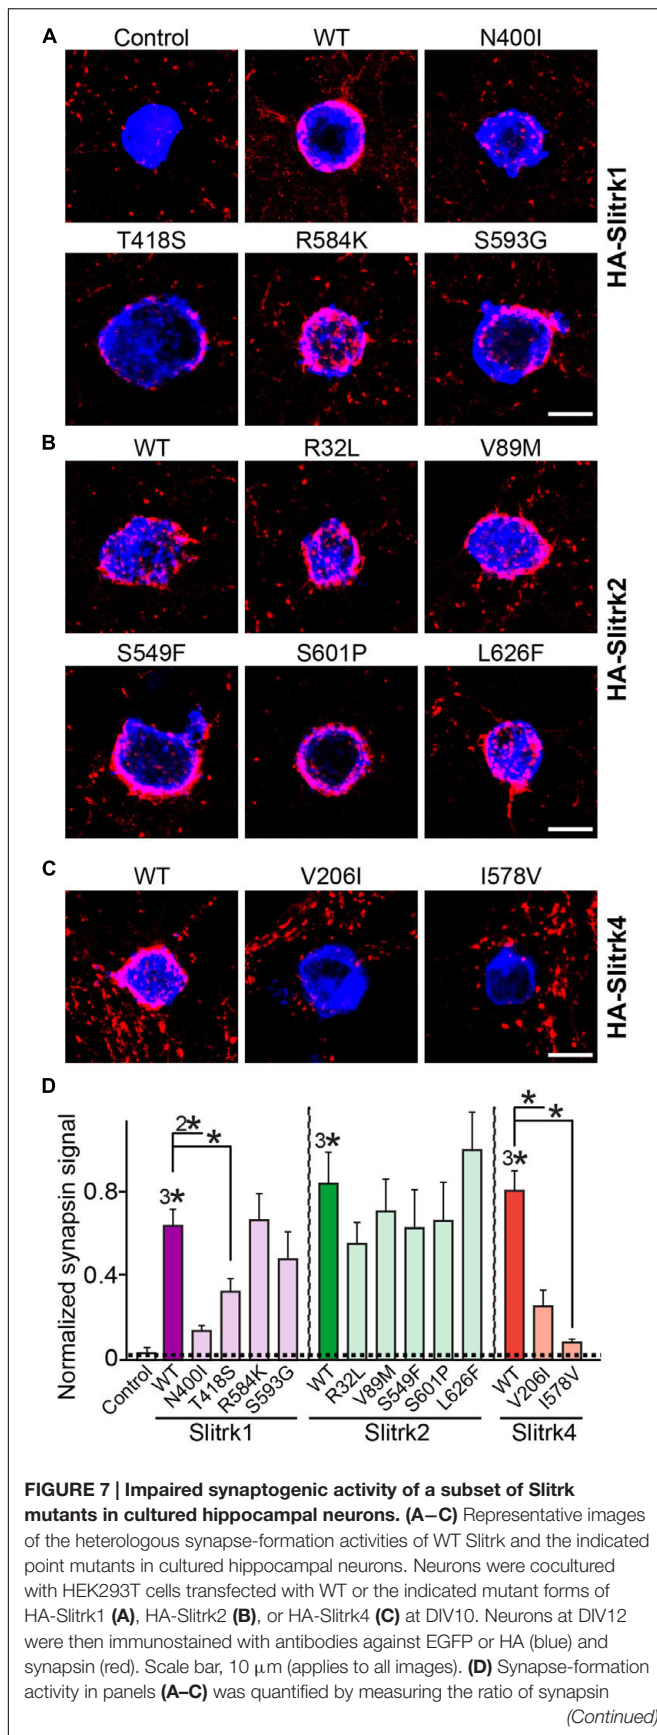 A
Control WT N400I
T418S R584K S593G
HA-Slitrk1
B
WT R32L V89M
S549F S601P L626F
HA-Slitrk2
C
WT V206I I578V
HA-Slitrk4
D
Normalized synapsin signal
0.8
0.4
0
3* 2* * 3* 3* * *
Control WT N400I T418S R584K S593G WT R32L V89M S549F S601P L626F WT V206I I578V
Slitrk1 Slitrk2 Slitrk4
FIGURE 7 | Impaired synaptogenic activity of a subset of Slitrk
mutants in cultured hippocampal neurons. (A–C) Representative images
of the heterologous synapse-formation activities of WT Slitrk and the indicated
point mutants in cultured hippocampal neurons. Neurons were cocultured
with HEK293T cells transfected with WT or the indicated mutant forms of
HA-Slitrk1 (A), HA-Slitrk2 (B), or HA-Slitrk4 (C) at DIV10. Neurons at DIV12
were then immunostained with antibodies against EGFP or HA (blue) and
synapsin (red). Scale bar, 10 μm (applies to all images). (D) Synapse-formation
activity in panels (A–C) was quantified by measuring the ratio of synapsin
(Continued)